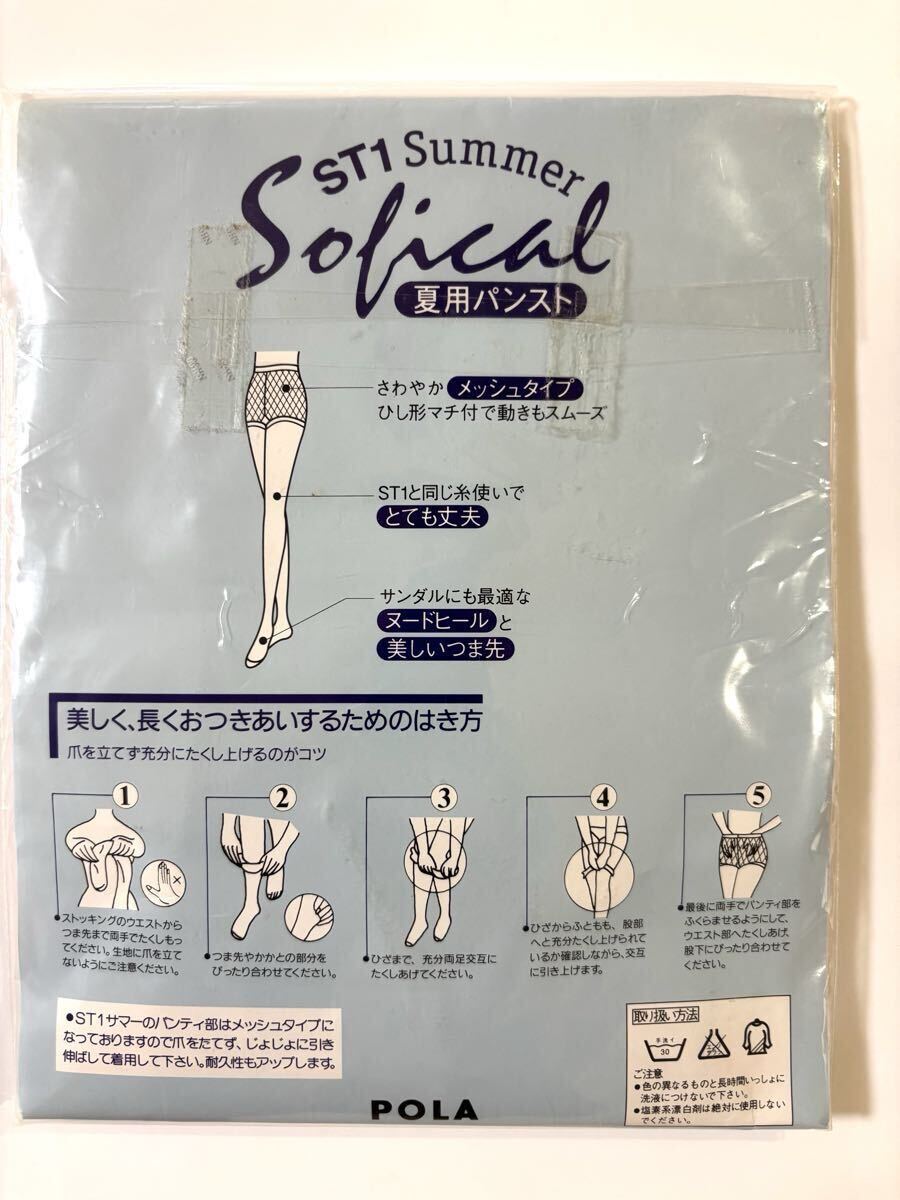 ST1 Summer
Sofical
夏用パンスト
さわやか メッシュタイプ
ひし形マチ付で動きもスムーズ
ST1と同じ糸使いで
とても丈夫
サンダルにも最適な
ヌードヒール と
美しいつま先
美しく、長くおつきあいするためのはき方
爪を立てず充分にたくし上げるのがコツ
1
●ストッキングのウエストから
つま先まで両手でたくしもっ
てください。生地に爪を立て
ないようにご注意ください。
2
●つま先やかかとの部分を
ぴったり合わせてください。
3
●ひざまで、充分両足交互に
たくしあげてください。
4
●ひざからふともも、股部
へと充分たくし上げられて
いるか確認しながら、交互
に引き上げます。
5
●最後に両手でパンティ部を
ふくらませるようにして、
ウエスト部へたくしあげ、
股下にぴったり合わせて
ください。
●ST1サマーのパンティ部はメッシュタイプに
なっておりますので爪をたてず、じょじょに引き
伸ばして着用して下さい。耐久性もアップします。
取り扱い方法
手洗イ
30
ご注意
●色の異なるものと長時間いっしょに
洗液につけないで下さい。
●塩素系漂白剤は絶対に使用しない
でください。
POLA